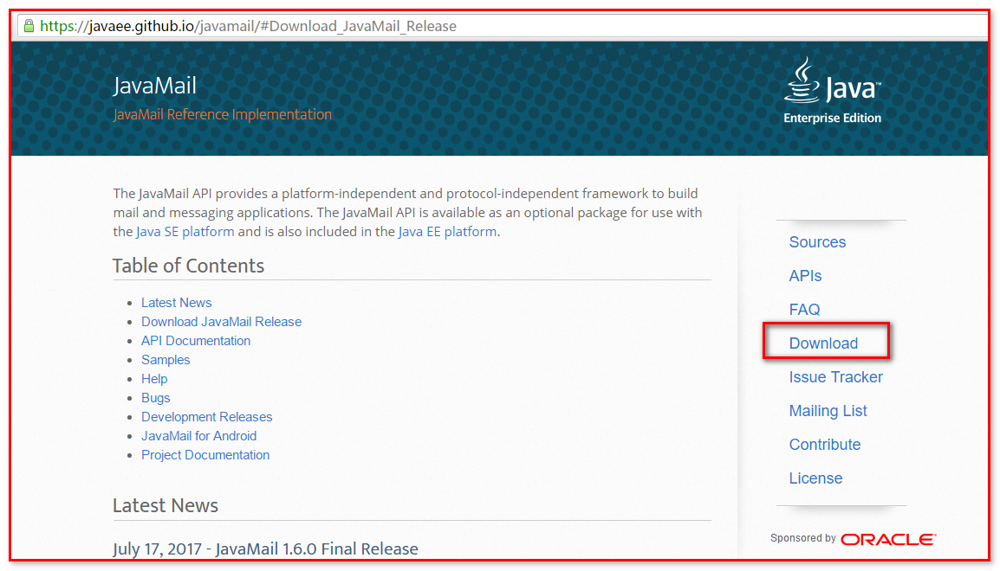 https://javaee.github.io/javamail/#Download_JavaMail_Release
JavaMail
JavaMail Reference Implementation
Java™
Enterprise Edition
The JavaMail API provides a platform-independent and protocol-independent framework to build
mail and messaging applications. The JavaMail API is available as an optional package for use with
the Java SE platform and is also included in the Java EE platform.
Table of Contents
Latest News
Download JavaMail Release
API Documentation
Samples
Help
Bugs
Development Releases
JavaMail for Android
Project Documentation
Latest News
July 17, 2017 - JavaMail 1.6.0 Final Release
Sources
APIs
FAQ
Download
Issue Tracker
Mailing List
Contribute
License
Sponsored by ORACLE®